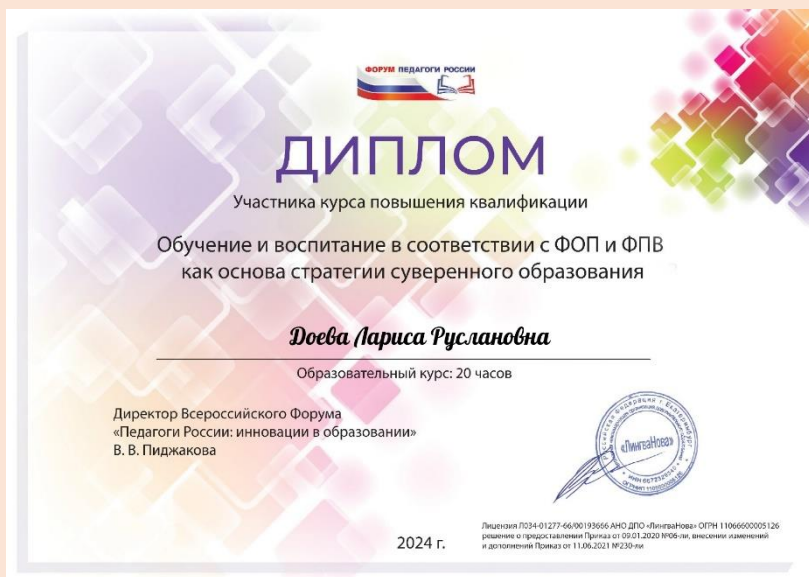 ФОРУМ ПЕДАГОГИ РОССИИ
ДИПЛОМ
Участника курса повышения квалификации
Обучение и воспитание в соответствии с ФОП и ФПВ
как основа стратегии суверенного образования
Доева Лариса Руслановна
Образовательный курс: 20 часов
Директор Всероссийского Форума
«Педагоги России: инновации в образовании»
В. В. Пиджакова
«ЛингваНова»
2024 г.
Лицензия Л034-01277-66/00193666 АНО ДПО «ЛингваНова» ОГРН 11066600005126
решение о предоставлении Приказ от 09.01.2020 №06-ли, внесении изменений
и дополнений Приказ от 11.06.2021 №230-ли